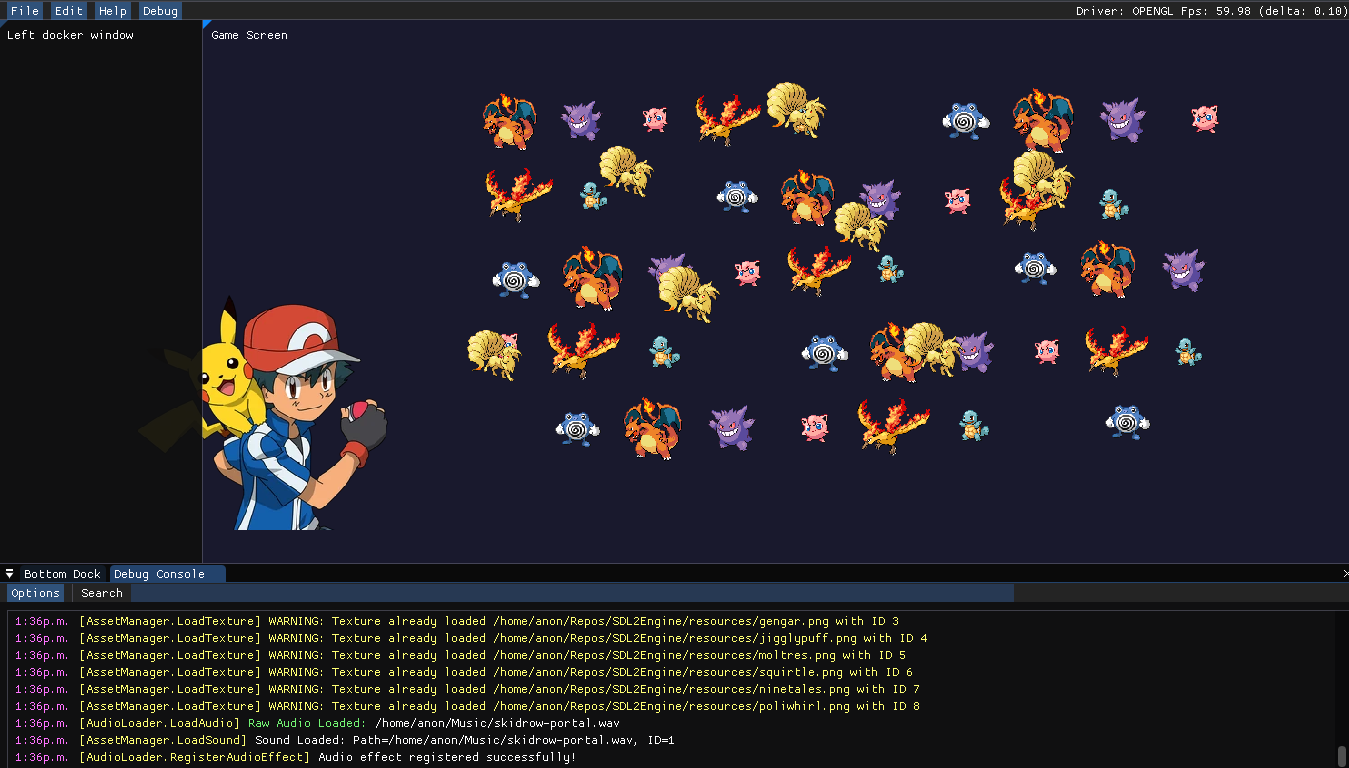 File Edit Help Debug Driver: OPENGL Fps: 59.98 (delta: 0.10)
Left docker window
Game Screen
Bottom Dock Debug Console
Options Search
1:36p.m. [AssetManager.LoadTexture] WARNING: Texture already loaded /home/anon/Repos/SDL2Engine/resources/gengar.png with ID 3
1:36p.m. [AssetManager.LoadTexture] WARNING: Texture already loaded /home/anon/Repos/SDL2Engine/resources/jigglypuff.png with ID 4
1:36p.m. [AssetManager.LoadTexture] WARNING: Texture already loaded /home/anon/Repos/SDL2Engine/resources/moltres.png with ID 5
1:36p.m. [AssetManager.LoadTexture] WARNING: Texture already loaded /home/anon/Repos/SDL2Engine/resources/squirtle.png with ID 6
1:36p.m. [AssetManager.LoadTexture] WARNING: Texture already loaded /home/anon/Repos/SDL2Engine/resources/ninetales.png with ID 7
1:36p.m. [AssetManager.LoadTexture] WARNING: Texture already loaded /home/anon/Repos/SDL2Engine/resources/poliwhirl.png with ID 8
1:36p.m. [AudioLoader.LoadAudio] Raw Audio Loaded: /home/anon/Music/skidrow-portal.wav
1:36p.m. [AssetManager.LoadSound] Sound Loaded: Path=/home/anon/Music/skidrow-portal.wav, ID=1
1:36p.m. [AudioLoader.RegisterAudioEffect] Audio effect registered successfully!